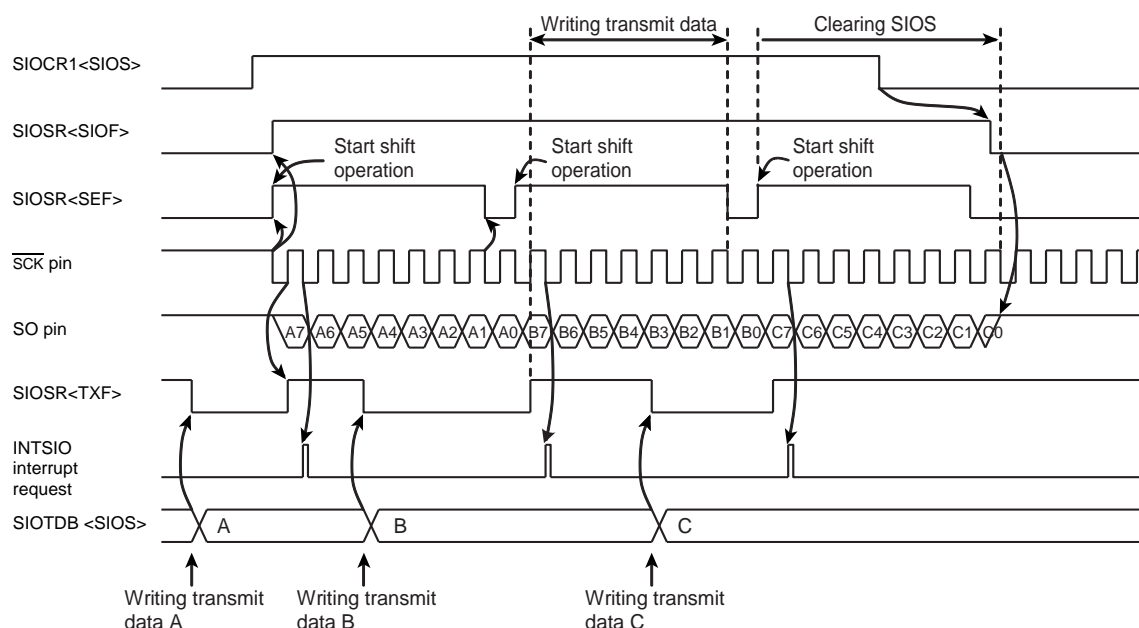 Writing transmit data
Clearing SIOS
SIOCR1<SIOS>
SIOSR<SIOF>
Start shift
operation
Start shift
operation
Start shift
operation
SIOSR<SEF>
SCK pin
SO pin
A7 A6 A5 A4 A3 A2 A1 A0 B7 B6 B5 B4 B3 B2 B1 B0 C7 C6 C5 C4 C3 C2 C1 C0
SIOSR<TXF>
INTSIO
interrupt
request
SIOTDB <SIOS>
A
B
C
Writing transmit
data A
Writing transmit
data B
Writing transmit
data C